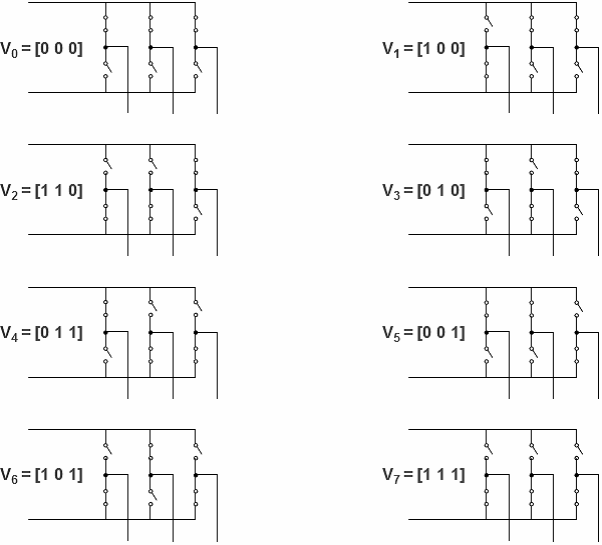 V₀ = [0 0 0]
V₁ = [1 0 0]
V₂ = [1 1 0]
V₃ = [0 1 0]
V₄ = [0 1 1]
V₅ = [0 0 1]
V₆ = [1 0 1]
V₇ = [1 1 1]